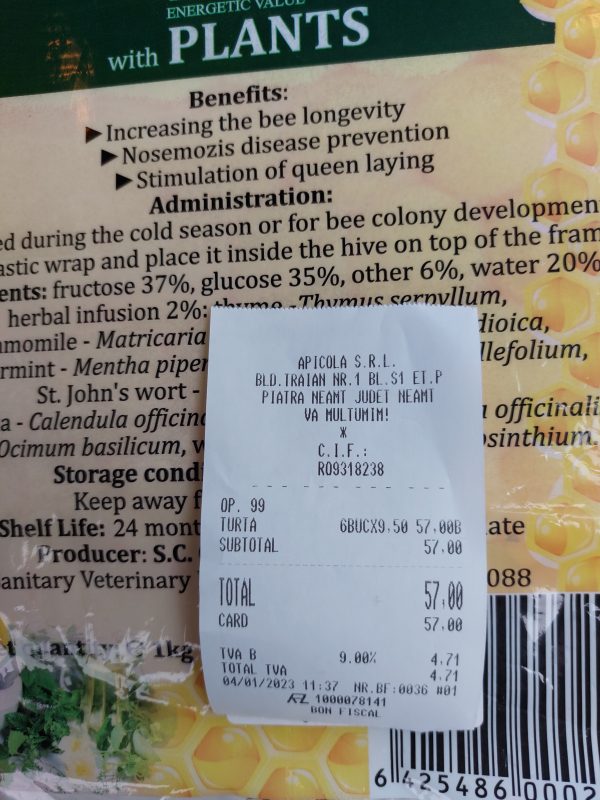 ENERGETIC VALUE
with PLANTS
Benefits:
►Increasing the bee longevity
►Nosemozis disease prevention
►Stimulation of queen laying
Administration:
ed during the cold season or for bee colony developmen
astic wrap and place it inside the hive on top of the fram
ents: fructose 37%, glucose 35%, other 6%, water 20%
herbal infusion 2%: thyme -Thymus serpyllum,
amomile - Matricaria dioica,
rmint - Mentha piper llefolium,
St. John's wort -
a - Calendula officin a officinali
Ocimum basilicum, w osinthium.
Storage cond
Keep away f
Shelf Life: 24 mont ate
Producer: S.C.
anitary Veterinary 088
1kg
APICOLA S.R.L.
BLD.TRAIAN NR.1 BL.S1 ET.P
PIATRA NEAMT JUDET NEAMT
VA MULTUMIM!
*
C.I.F.:
RO9318238
OP. 99
TURTA 6BUCX9,50 57,00B
SUBTOTAL 57,00
TOTAL 57,00
CARD 57,00
TVA B 9.00% 4,71
TOTAL TVA 4,71
04/01/2023 11:37 NR.BF:0036 #01
1000078141
BON FISCAL
6 425486 0002